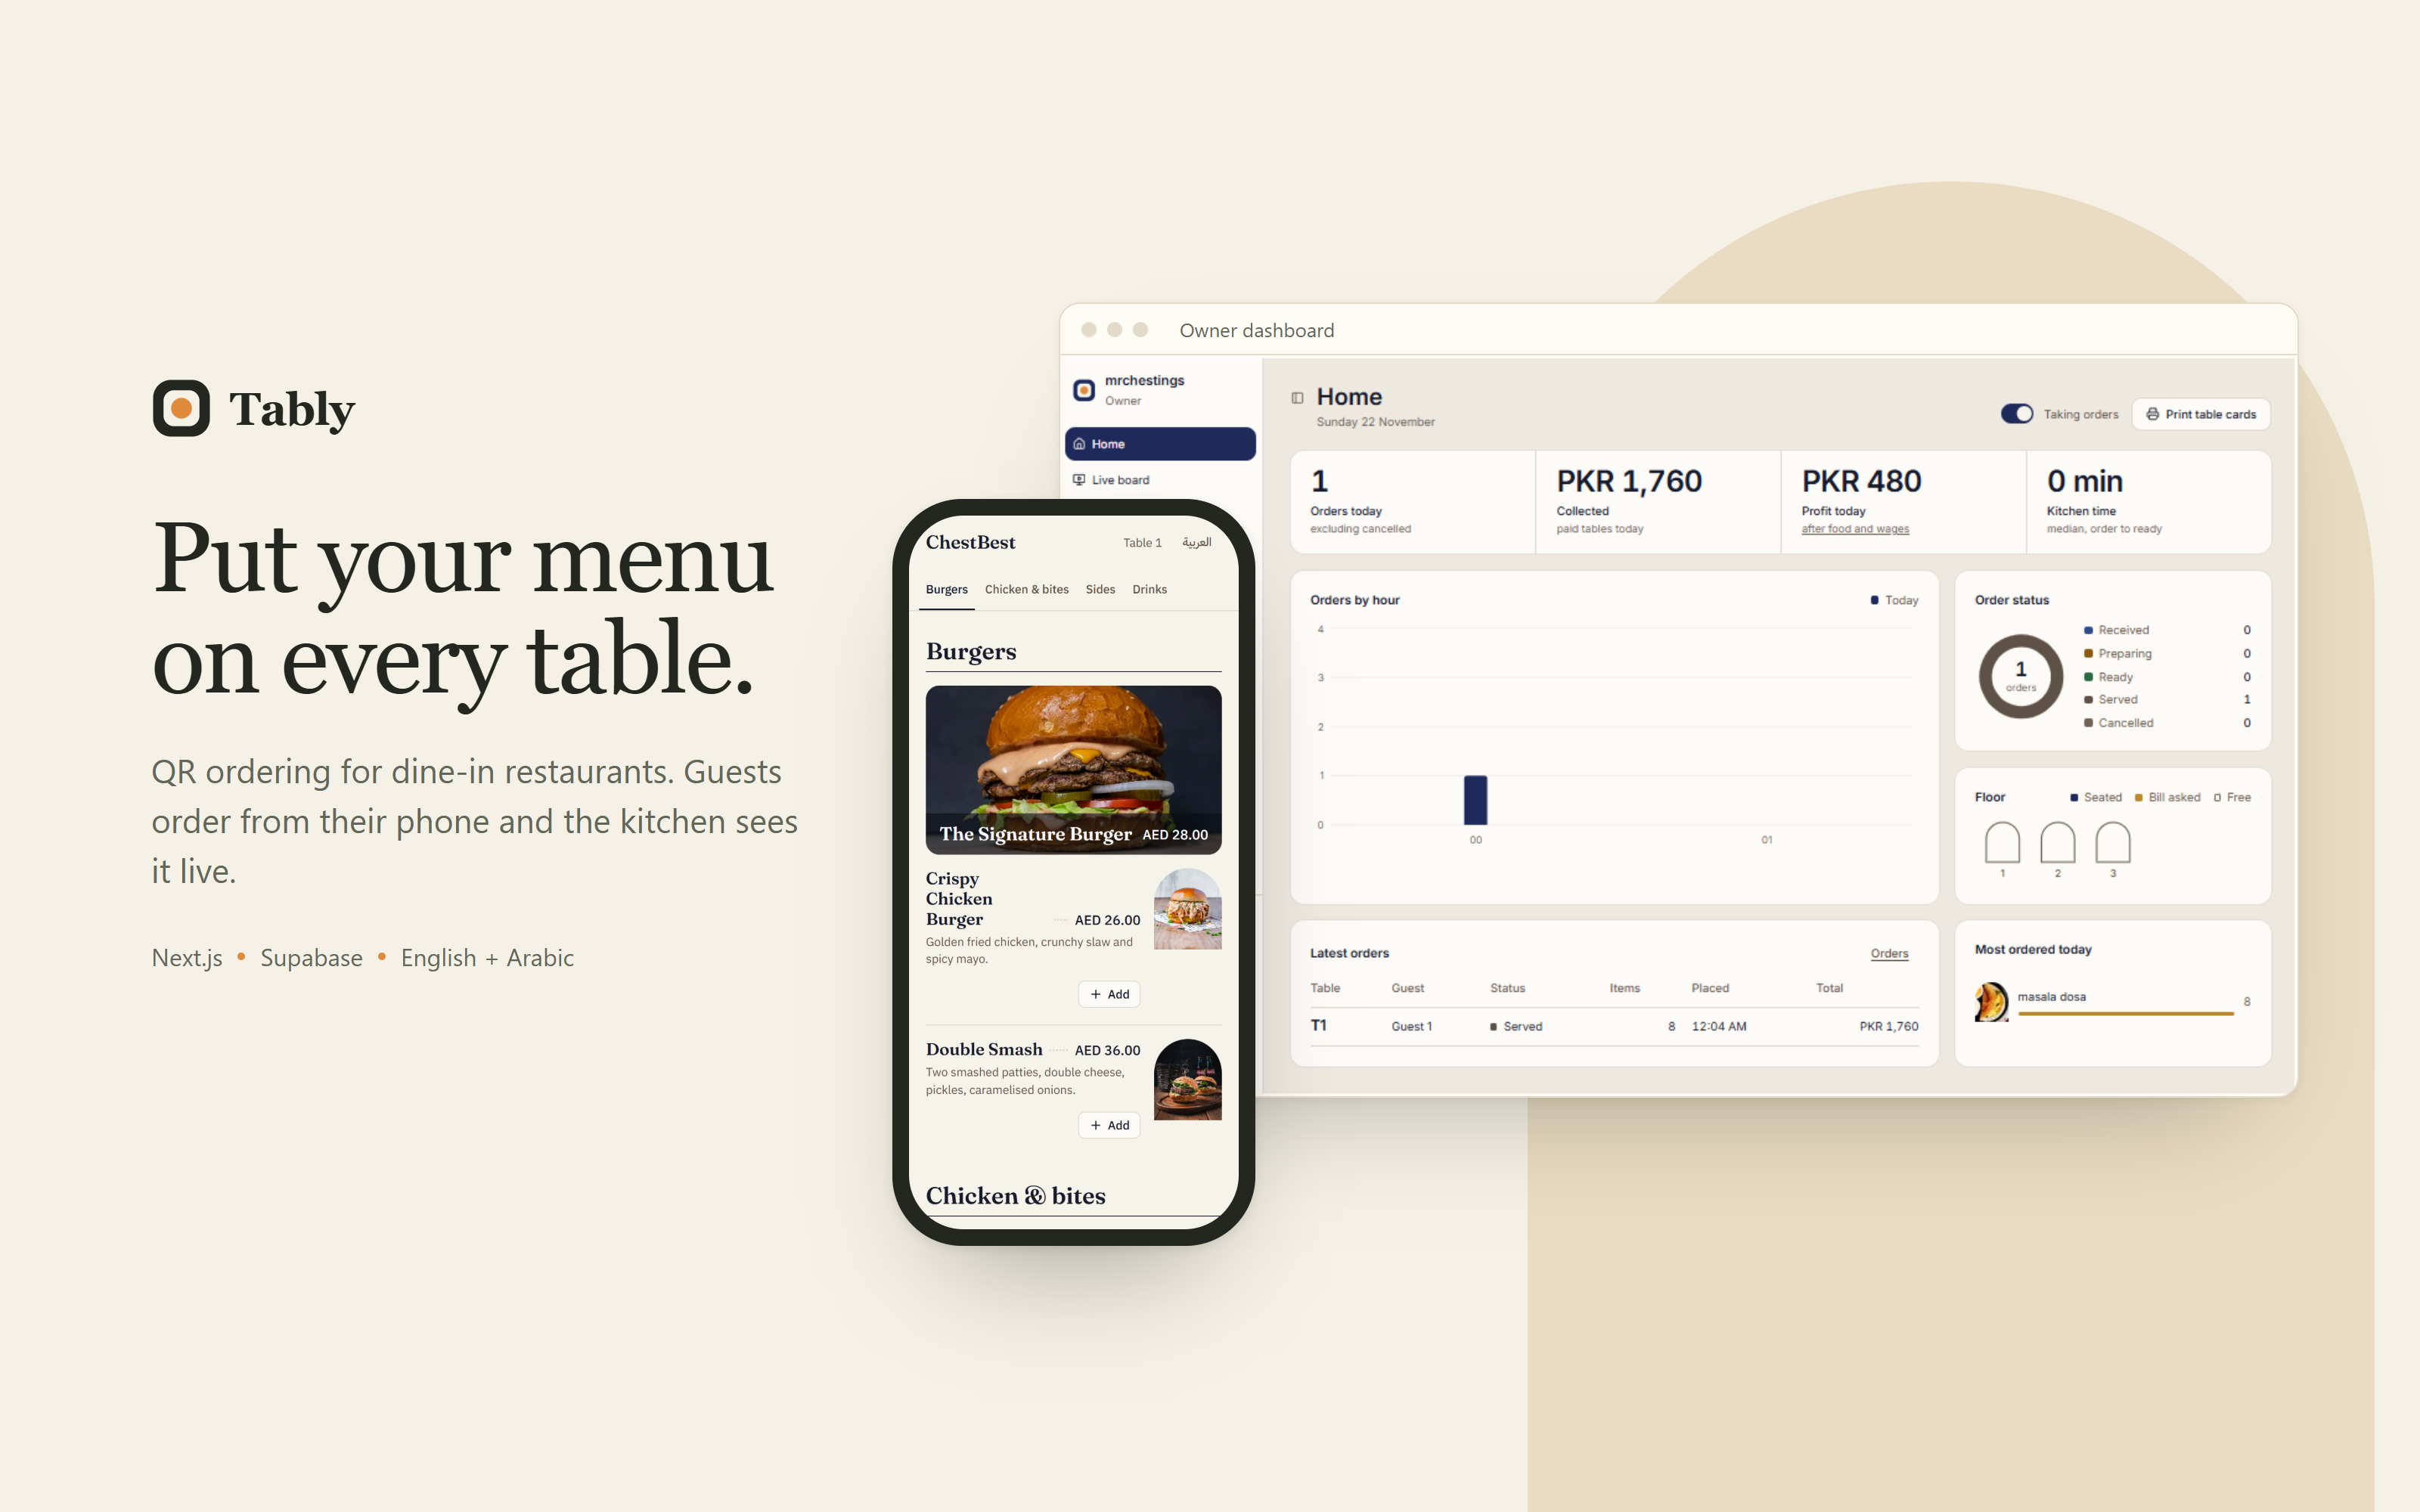 Tably
Put your menu
on every table.
QR ordering for dine-in restaurants. Guests
order from their phone and the kitchen sees
it live.
Next.js • Supabase • English + Arabic
Owner dashboard
mrchestings
Owner
Home
Live board
Home
Sunday 22 November
Taking orders
Print table cards
1
Orders today
excluding cancelled
PKR 1,760
Collected
paid tables today
PKR 480
Profit today
after food and wages
0 min
Kitchen time
median, order to ready
Orders by hour
Today
4
3
2
1
0
00 01
Order status
1
orders
Received 0
Preparing 0
Ready 0
Served 1
Cancelled 0
Floor
Seated Bill asked Free
1 2 3
Latest orders
Orders
Table Guest Status Items Placed Total
T1 Guest 1 Served 8 12:04 AM PKR 1,760
Most ordered today
masala dosa 8
ChestBest
Table 1 العربية
Burgers Chicken & bites Sides Drinks
Burgers
The Signature Burger AED 28.00
Crispy
Chicken
Burger AED 26.00
Golden fried chicken, crunchy slaw and
spicy mayo.
+ Add
Double Smash AED 36.00
Two smashed patties, double cheese,
pickles, caramelised onions.
+ Add
Chicken & bites